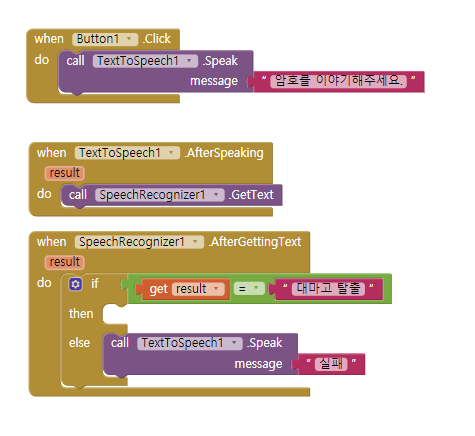 when Button1 .Click
do call TextToSpeech1 .Speak
message " 암호를 이야기해주세요. "
when TextToSpeech1 .AfterSpeaking
result
do call SpeechRecognizer1 .GetText
when SpeechRecognizer1 .AfterGettingText
result
do if get result = " 대마고 탈출 "
then
else call TextToSpeech1 .Speak
message " 실패 "